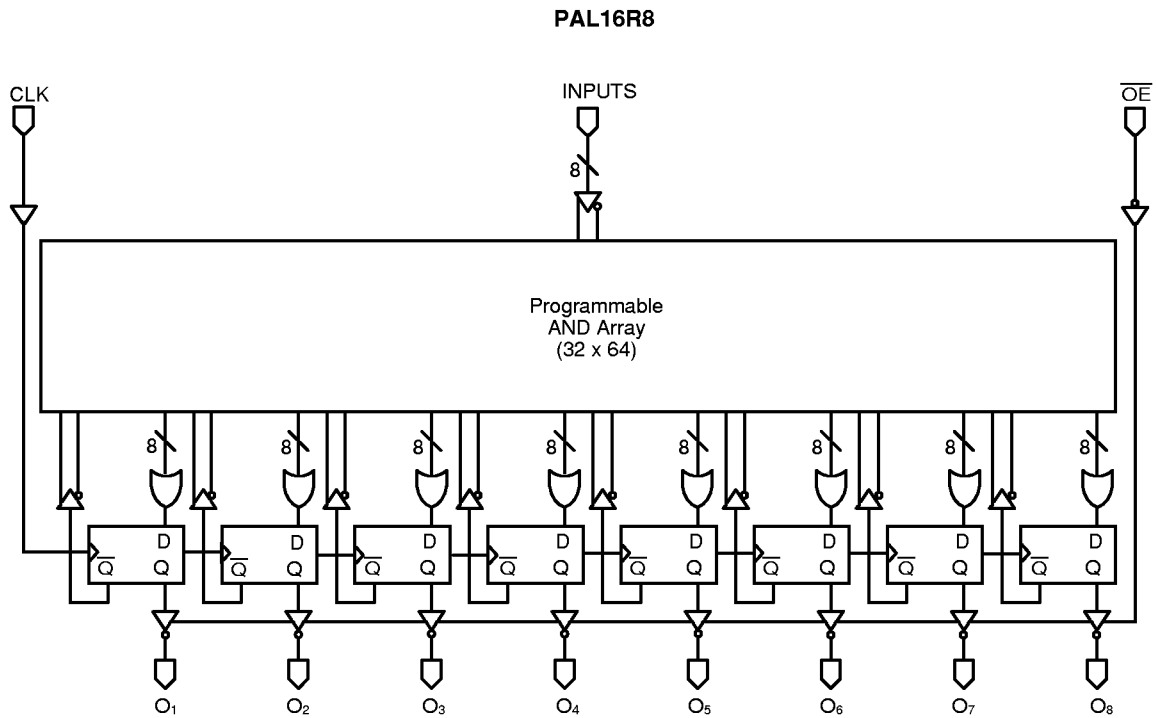 PAL16R8
CLK
INPUTS
O̅E̅
8
Programmable
AND Array
(32 x 64)
8 8 8 8 8 8 8 8
D D D D D D D D
Q̅ Q̅ Q̅ Q̅ Q̅ Q̅ Q̅ Q̅
Q Q Q Q Q Q Q Q
O₁ O₂ O₃ O₄ O₅ O₆ O₇ O₈